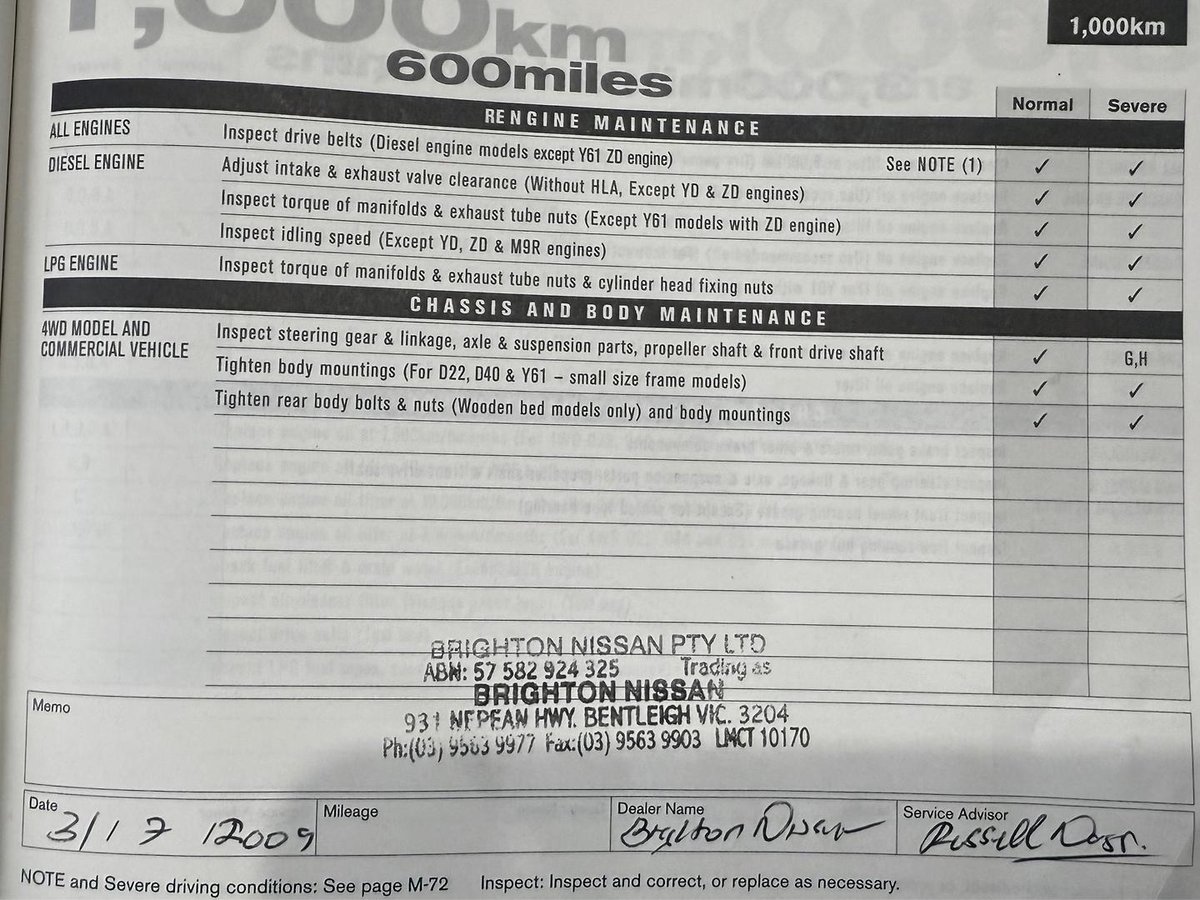 1,000km
1,000km
600miles
Normal Severe
RENGINE MAINTENANCE
ALL ENGINES Inspect drive belts (Diesel engine models except Y61 ZD engine) See NOTE (1) ✓ ✓
DIESEL ENGINE Adjust intake & exhaust valve clearance (Without HLA, Except YD & ZD engines) ✓ ✓
Inspect torque of manifolds & exhaust tube nuts (Except Y61 models with ZD engine) ✓ ✓
Inspect idling speed (Except YD, ZD & M9R engines) ✓ ✓
LPG ENGINE Inspect torque of manifolds & exhaust tube nuts & cylinder head fixing nuts ✓ ✓
CHASSIS AND BODY MAINTENANCE
4WD MODEL AND
COMMERCIAL VEHICLE Inspect steering gear & linkage, axle & suspension parts, propeller shaft & front drive shaft ✓ G,H
Tighten body mountings (For D22, D40 & Y61 – small size frame models) ✓ ✓
Tighten rear body bolts & nuts (Wooden bed models only) and body mountings ✓ ✓
BRIGHTON NISSAN PTY LTD
ABN: 57 582 924 325 Trading as
BRIGHTON NISSAN
931 NEPEAN HWY. BENTLEIGH VIC. 3204
Ph:(03) 9563 9977 Fax:(03) 9563 9903 LMCT 10170
Memo
Date Mileage Dealer Name Service Advisor
2009 Brighton Nissan Russell
NOTE and Severe driving conditions: See page M-72 Inspect: Inspect and correct, or replace as necessary.